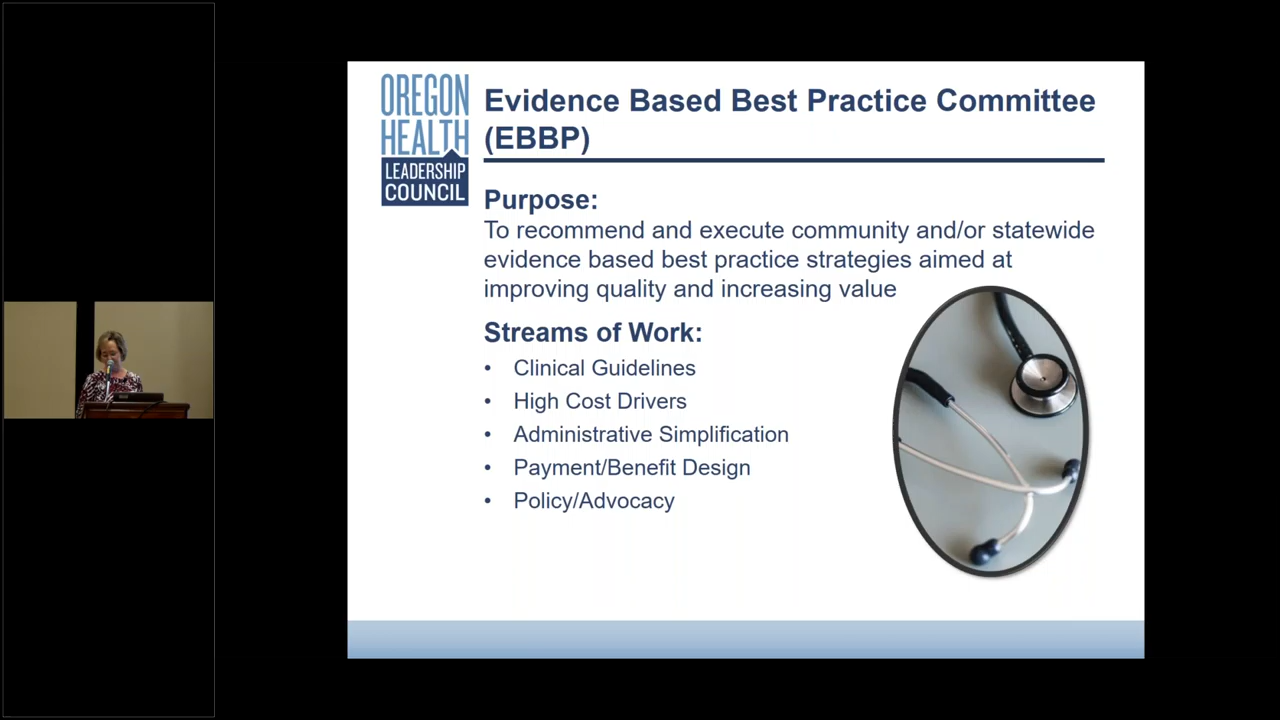 OREGON
HEALTH
LEADERSHIP
COUNCIL
Evidence Based Best Practice Committee
(EBBP)
Purpose:
To recommend and execute community and/or statewide
evidence based best practice strategies aimed at
improving quality and increasing value
Streams of Work:
• Clinical Guidelines
• High Cost Drivers
• Administrative Simplification
• Payment/Benefit Design
• Policy/Advocacy